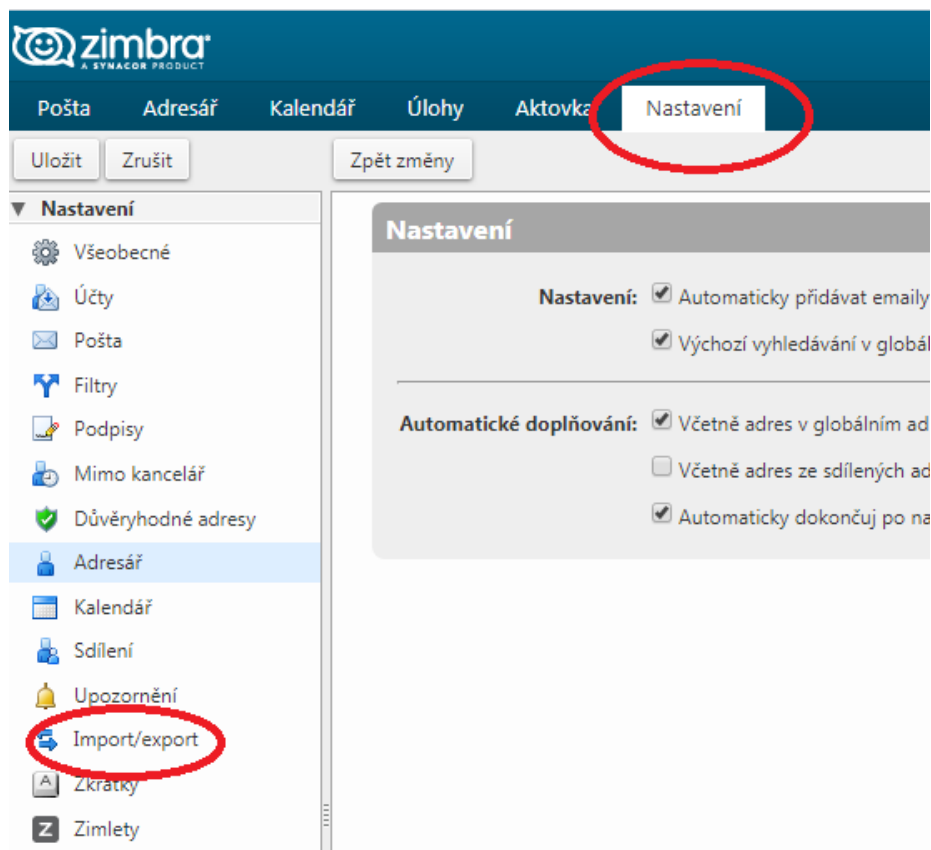 zimbra
A SYNACOR PRODUCT
Pošta Adresář Kalendář Úlohy Aktovka Nastavení
Uložit Zrušit Zpět změny
Nastavení
Všeobecné
Účty
Pošta
Filtry
Podpisy
Mimo kancelář
Důvěryhodné adresy
Adresář
Kalendář
Sdílení
Upozornění
Import/export
Zkratky
Zimlety
Nastavení
Nastavení: Automaticky přidávat emaily
Výchozí vyhledávání v globál
Automatické doplňování: Včetně adres v globálním ad
Včetně adres ze sdílených ad
Automaticky dokončuj po na